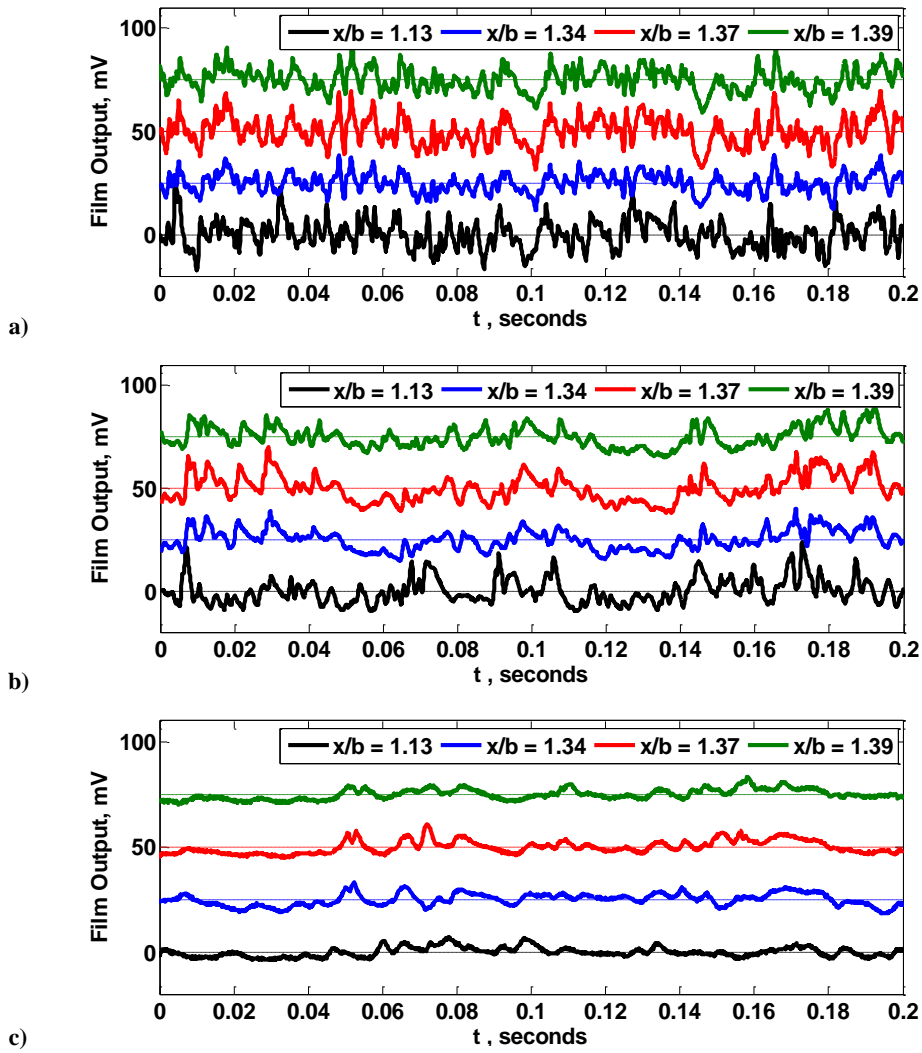 100
x/b = 1.13 x/b = 1.34 x/b = 1.37 x/b = 1.39
Film Output, mV
50
0
0 0.02 0.04 0.06 0.08 0.1 0.12 0.14 0.16 0.18 0.2
t , seconds
a)
100
x/b = 1.13 x/b = 1.34 x/b = 1.37 x/b = 1.39
Film Output, mV
50
0
0 0.02 0.04 0.06 0.08 0.1 0.12 0.14 0.16 0.18 0.2
t , seconds
b)
100
x/b = 1.13 x/b = 1.34 x/b = 1.37 x/b = 1.39
Film Output, mV
50
0
0 0.02 0.04 0.06 0.08 0.1 0.12 0.14 0.16 0.18 0.2
t , seconds
c)